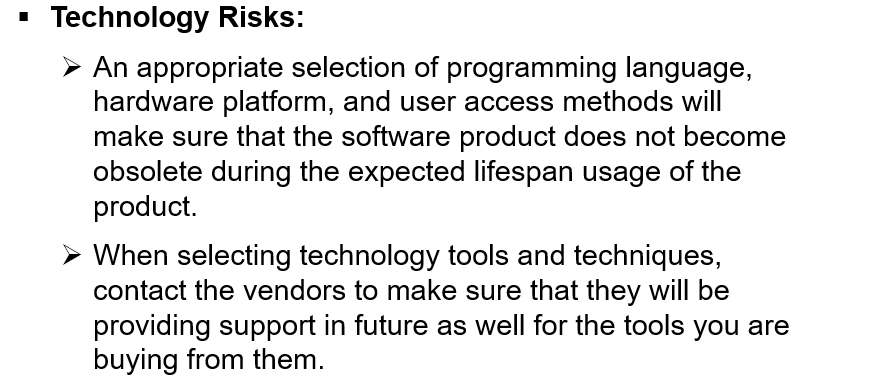 ▪ Technology Risks:
➢ An appropriate selection of programming language,
hardware platform, and user access methods will
make sure that the software product does not become
obsolete during the expected lifespan usage of the
product.
➢ When selecting technology tools and techniques,
contact the vendors to make sure that they will be
providing support in future as well for the tools you are
buying from them.